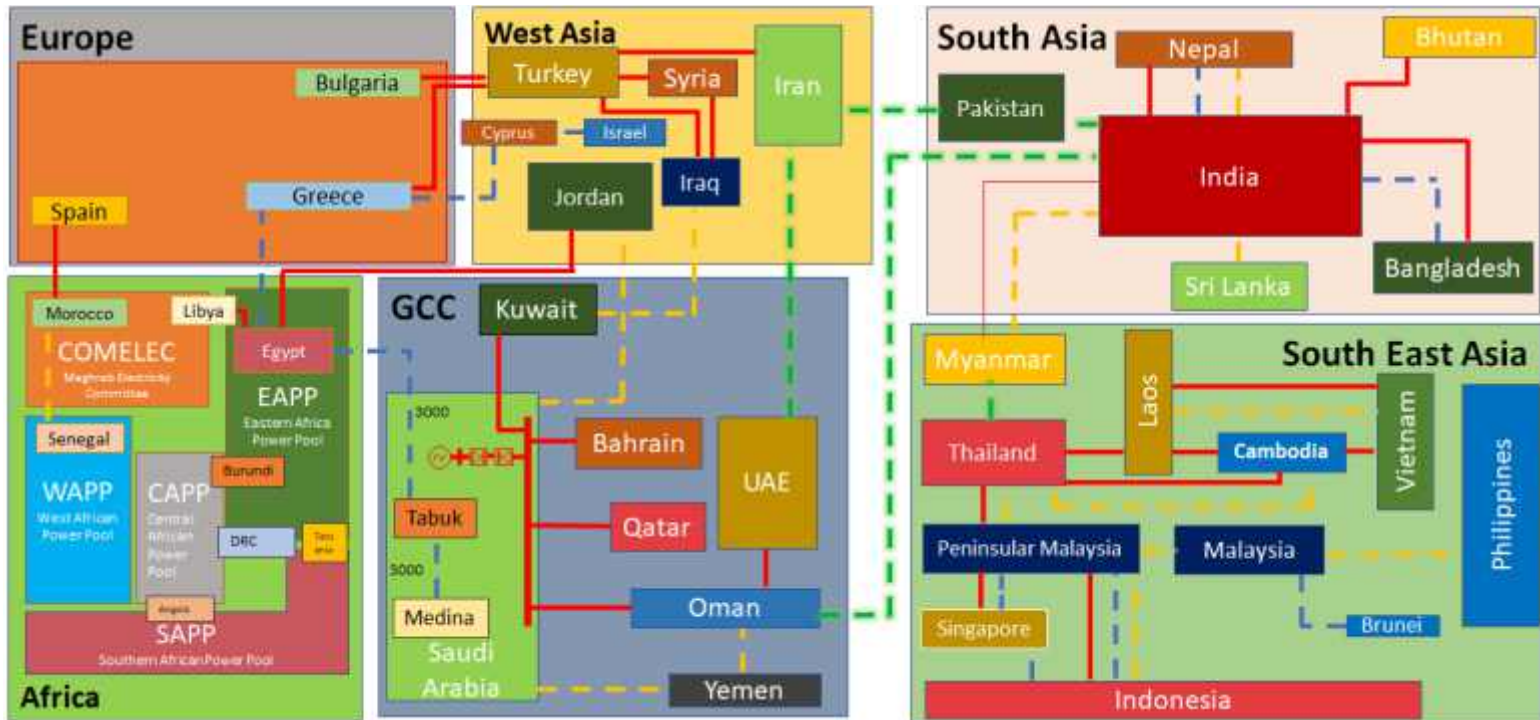 Europe
Bulgaria
Greece
Spain
West Asia
Turkey
Syria
Iran
Cyprus
Israel
Jordan
Iraq
South Asia
Nepal
Bhutan
Pakistan
India
Sri Lanka
Bangladesh
Morocco
Libya
Egypt
COMELEC
Maghreb Electricity
Committee
EAPP
Eastern Africa
Power Pool
Senegal
WAPP
West African
Power Pool
Burundi
CAPP
Central
African
Power
Pool
DRC
Angola
SAPP
Southern African Power Pool
Africa
GCC
Kuwait
3000
Bahrain
UAE
Tabuk
Qatar
3000
Medina
Oman
Saudi
Arabia
Yemen
South East Asia
Myanmar
Laos
Vietnam
Philippines
Thailand
Cambodia
Peninsular Malaysia
Malaysia
Singapore
Brunei
Indonesia